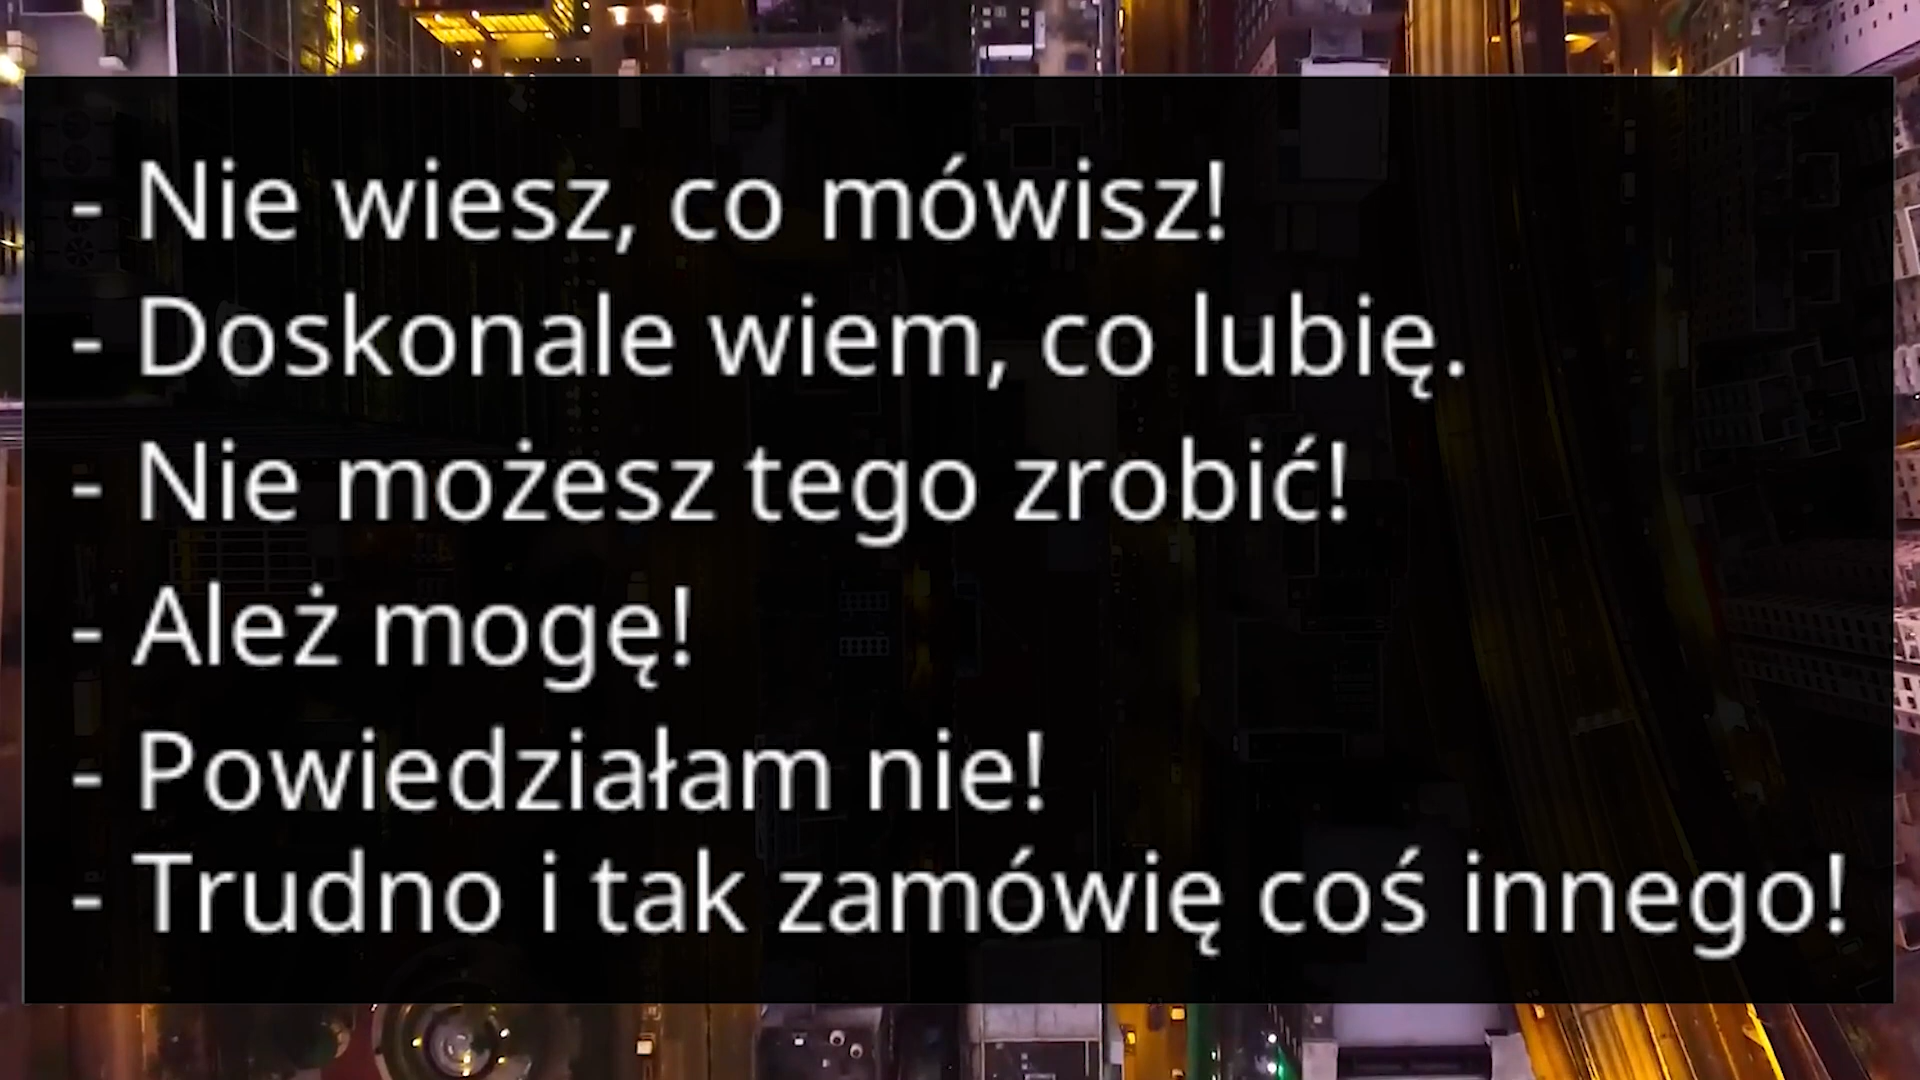 - Nie wiesz, co mówisz!
- Doskonale wiem, co lubię.
- Nie możesz tego zrobić!
- Ależ mogę!
- Powiedziałam nie!
- Trudno i tak zamówię coś innego!